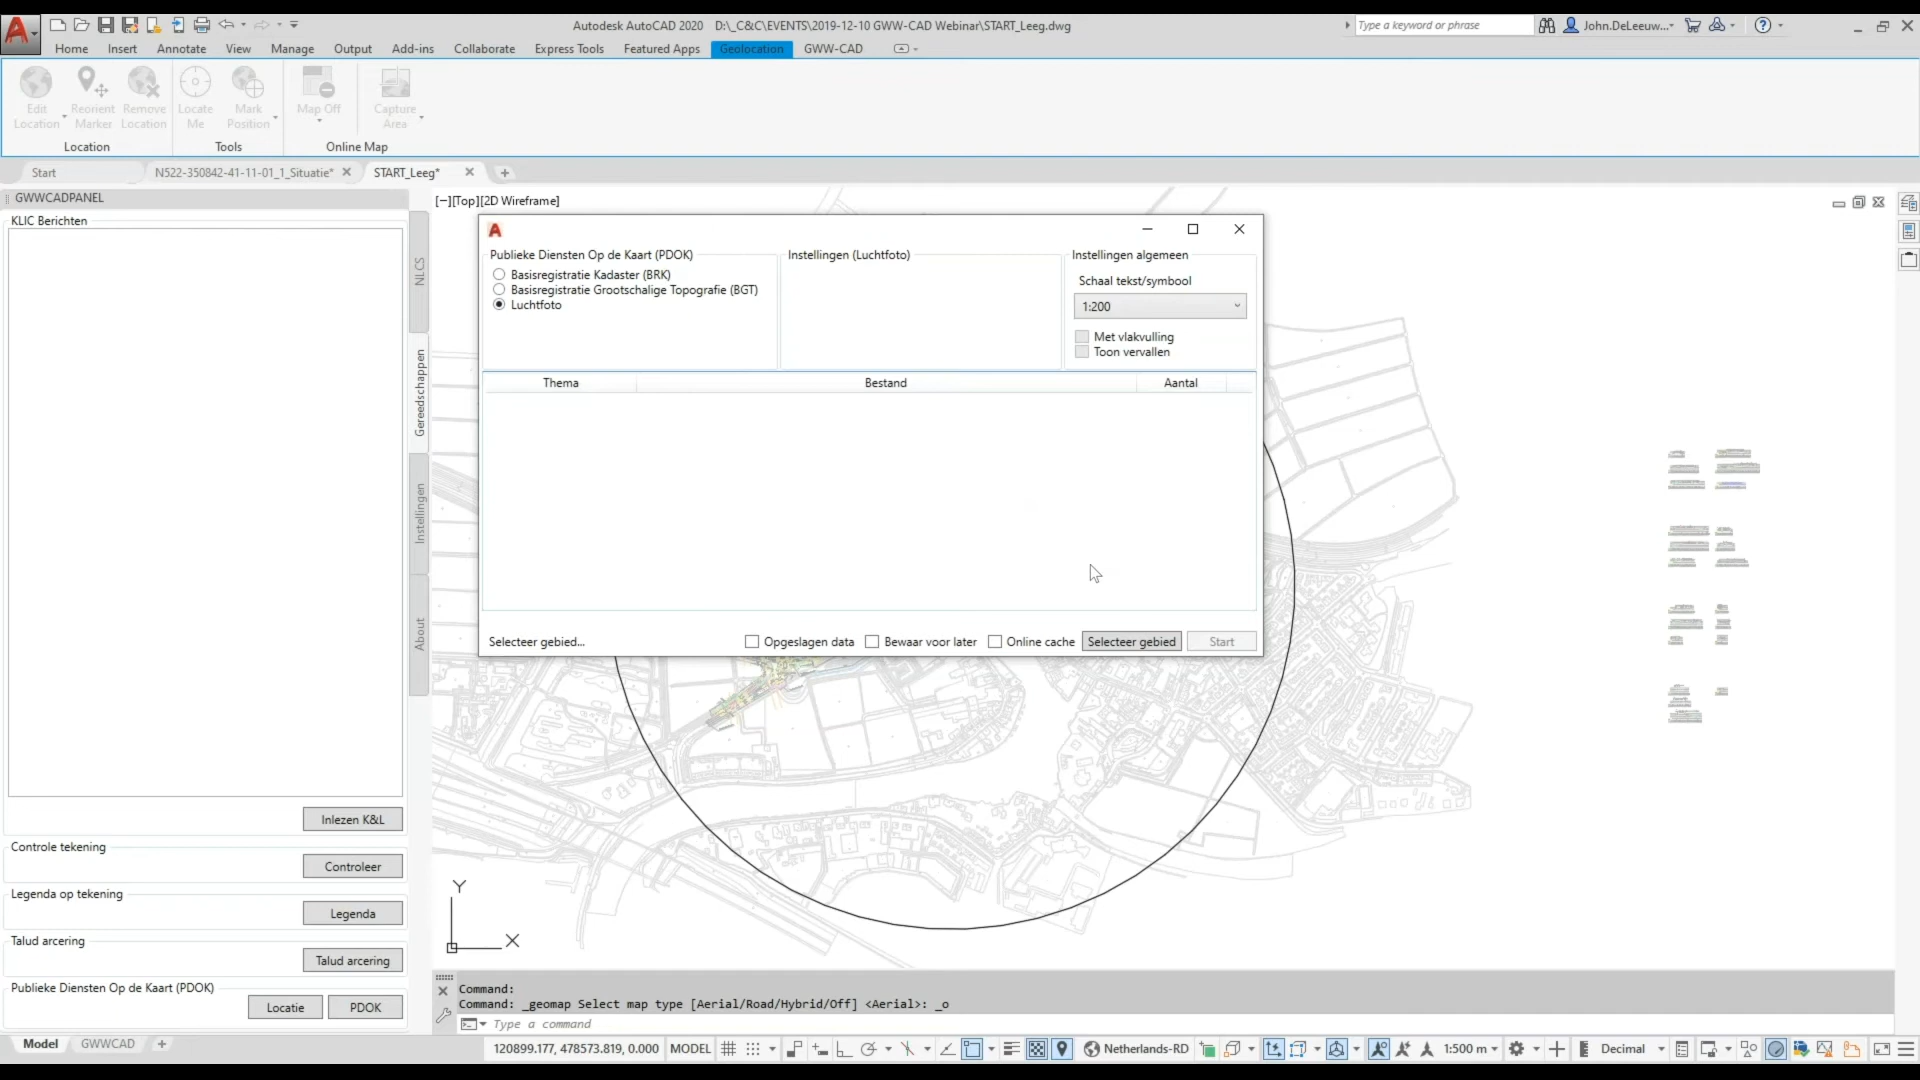 Autodesk AutoCAD 2020 D:\_C&C\EVENTS\2019-12-10 GWW-CAD Webinar\START_Leeg.dwg
Type a keyword or phrase
John.DeLeeuw...
Home Insert Annotate View Manage Output Add-ins Collaborate Express Tools Featured Apps Geolocation GWW-CAD
Edit Location
Reorient Marker
Remove Location
Locate Me
Mark Position
Map Off
Capture Area
Location Tools Online Map
Start N522-350842-41-11-01_1_Situatie* START_Leeg*
GWWCADPANEL
KLIC Berichten
NLCS
Gereedschappen
Instellingen
About
[−][Top][2D Wireframe]
Publieke Diensten Op de Kaart (PDOK)
Basisregistratie Kadaster (BRK)
Basisregistratie Grootschalige Topografie (BGT)
Luchtfoto
Instellingen (Luchtfoto)
Instellingen algemeen
Schaal tekst/symbool
1:200
Met vlakvulling
Toon vervallen
Thema Bestand Aantal
Selecteer gebied... Opgeslagen data Bewaar voor later Online cache Selecteer gebied Start
Inlezen K&L
Controle tekening
Controleer
Legenda op tekening
Legenda
Talud arcering
Talud arcering
Publieke Diensten Op de Kaart (PDOK)
Locatie PDOK
Y
X
Command:
Command: _geomap Select map type [Aerial/Road/Hybrid/Off] <Aerial>: _o
Type a command
Model GWWCAD
120899.177, 478573.819, 0.000 MODEL Netherlands-RD 1:500 m Decimal